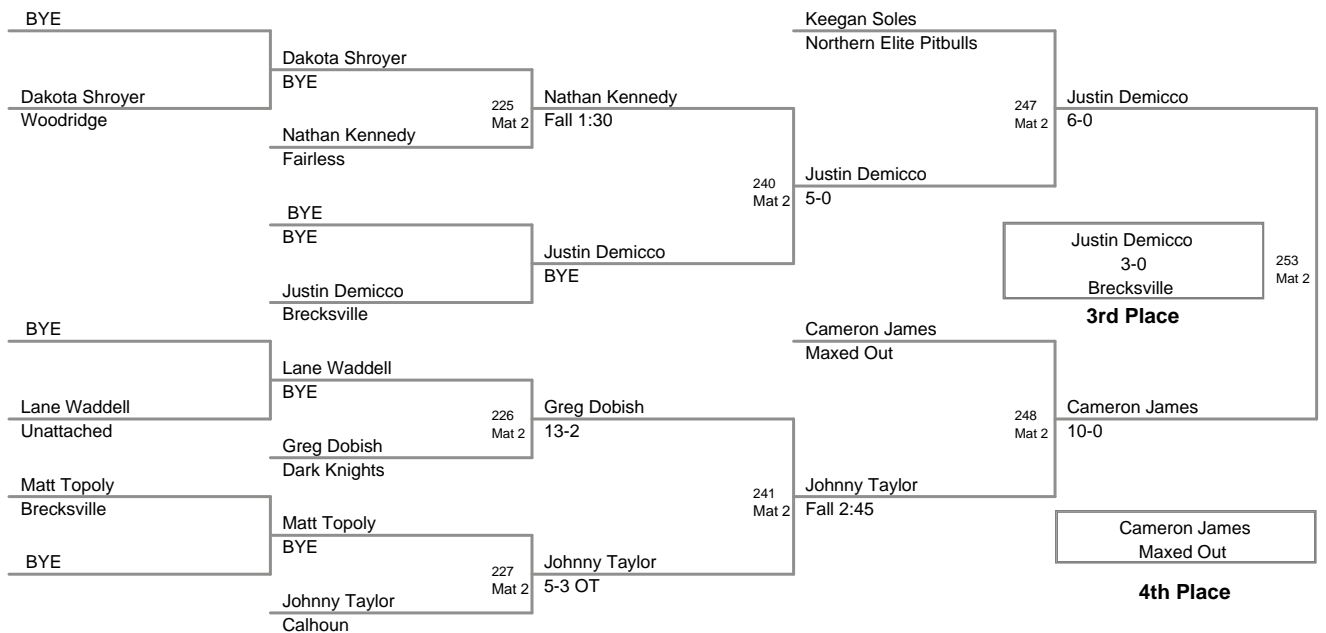 BYE
Keegan Soles
Northern Elite Pitbulls
Dakota Shroyer
BYE
Dakota Shroyer
Woodridge
225
Mat 2
Nathan Kennedy
Fall 1:30
247
Mat 2
Justin Demicco
6-0
Nathan Kennedy
Fairless
240
Mat 2
Justin Demicco
5-0
BYE
BYE
Justin Demicco
BYE
Justin Demicco
3-0
Brecksville
253
Mat 2
Justin Demicco
Brecksville
3rd Place
BYE
Cameron James
Maxed Out
Lane Waddell
BYE
Lane Waddell
Unattached
226
Mat 2
Greg Dobish
13-2
248
Mat 2
Cameron James
10-0
Greg Dobish
Dark Knights
Matt Topoly
Brecksville
241
Mat 2
Johnny Taylor
Fall 2:45
Matt Topoly
BYE
Cameron James
Maxed Out
BYE
227
Mat 2
Johnny Taylor
5-3 OT
4th Place
Johnny Taylor
Calhoun